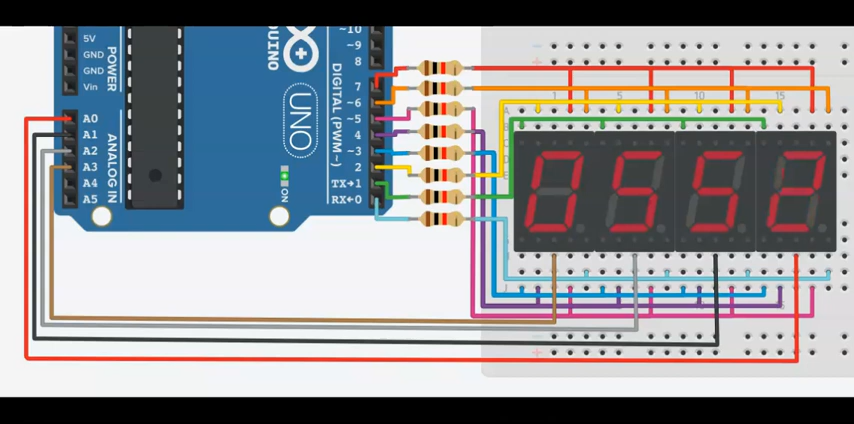 ~10
~9
8
5V
GND
GND
Vin
POWER
DUINO
UNO
DIGITAL (PWM~)
7
~6
~5
4
~3
2
TX→1
RX←0
A0
A1
A2
A3
A4
A5
ANALOG IN
ON
1
5
10
15
A
B
C
D
E
J
0552